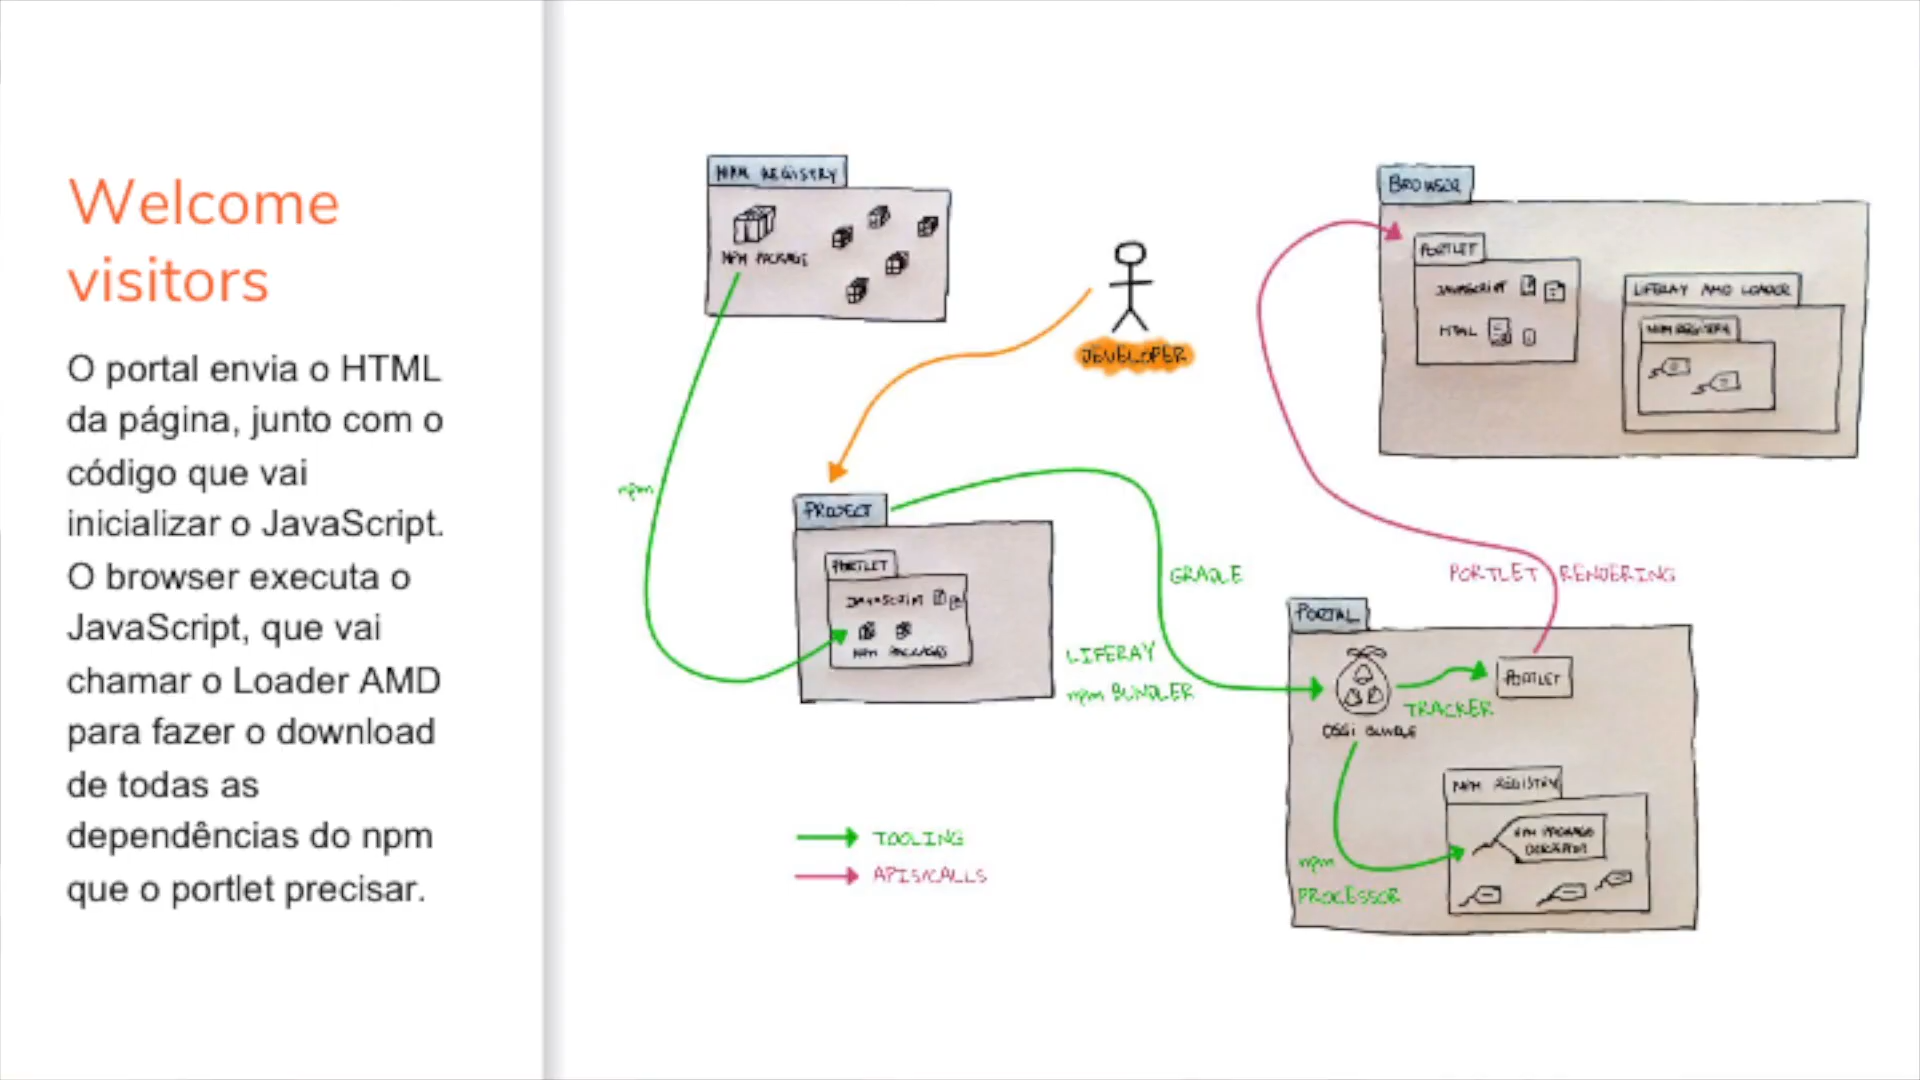 Welcome
visitors
O portal envia o HTML
da página, junto com o
código que vai
inicializar o JavaScript.
O browser executa o
JavaScript, que vai
chamar o Loader AMD
para fazer o download
de todas as
dependências do npm
que o portlet precisar.
NPM REGISTRY
NPM PACKAGE
DEVELOPER
npm
PROJECT
PORTLET
JAVASCRIPT
NPM PACKAGES
GRADLE
LIFERAY
npm BUNDLER
TOOLING
APIS/CALLS
BROWSER
PORTLET
JAVASCRIPT
HTML
LIFERAY AMD LOADER
NPM REGISTRY
PORTLET RENDERING
PORTAL
OSGi BUNDLE
TRACKER
PORTLET
NPM REGISTRY
NPM PACKAGE
DESCRIPTOR
npm
PROCESSOR